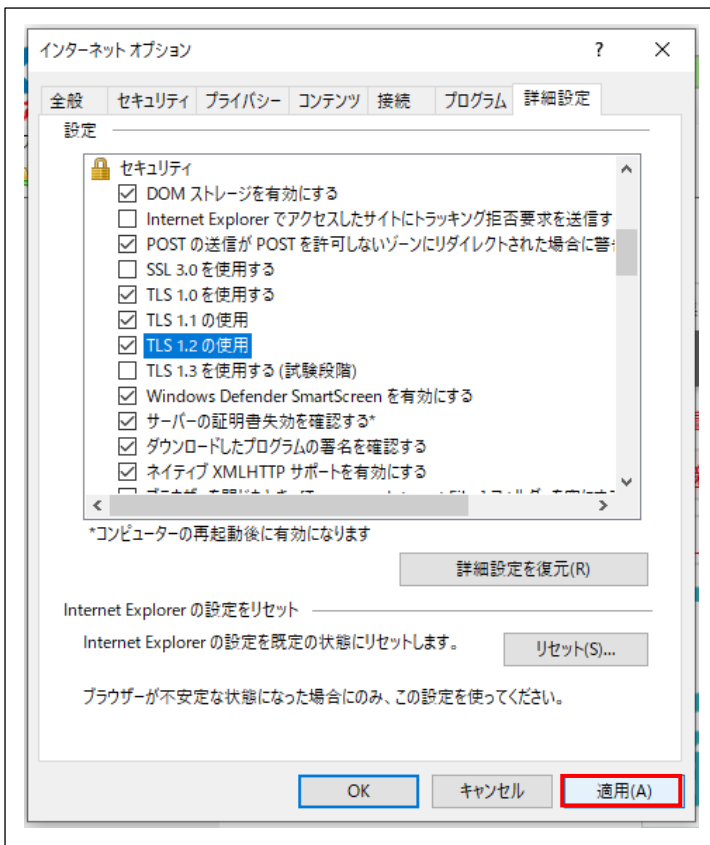 インターネット オプション ? ×
全般 セキュリティ プライバシー コンテンツ 接続 プログラム 詳細設定
設定
セキュリティ
DOM ストレージを有効にする
Internet Explorer でアクセスしたサイトにトラッキング拒否要求を送信す
POST の送信が POST を許可しないゾーンにリダイレクトされた場合に警
SSL 3.0 を使用する
TLS 1.0 を使用する
TLS 1.1 の使用
TLS 1.2 の使用
TLS 1.3 を使用する (試験段階)
Windows Defender SmartScreen を有効にする
サーバーの証明書失効を確認する*
ダウンロードしたプログラムの署名を確認する
ネイティブ XMLHTTP サポートを有効にする
*コンピューターの再起動後に有効になります
詳細設定を復元(R)
Internet Explorer の設定をリセット
Internet Explorer の設定を既定の状態にリセットします。
リセット(S)...
ブラウザーが不安定な状態になった場合にのみ、この設定を使ってください。
OK キャンセル 適用(A)